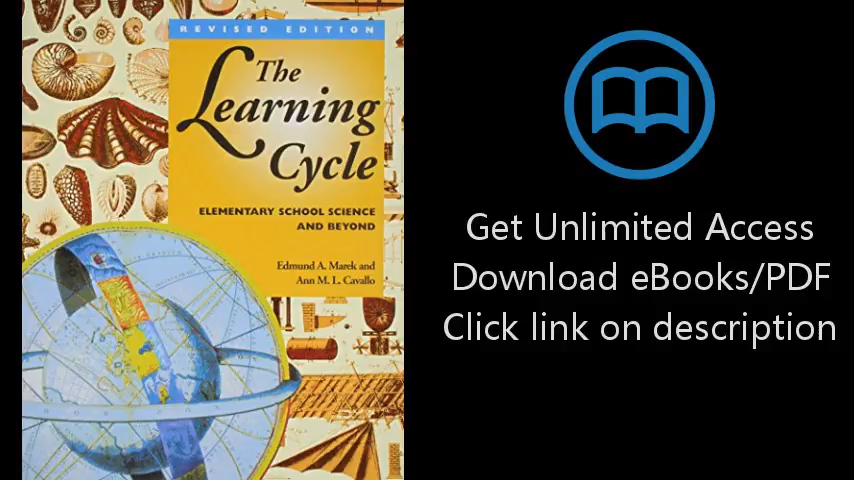 REVISED EDITION
The
Learning
Cycle
ELEMENTARY SCHOOL SCIENCE
AND BEYOND
Edmund A. Marek and
Ann M. L. Cavallo
Get Unlimited Access
Download eBooks/PDF
Click link on description